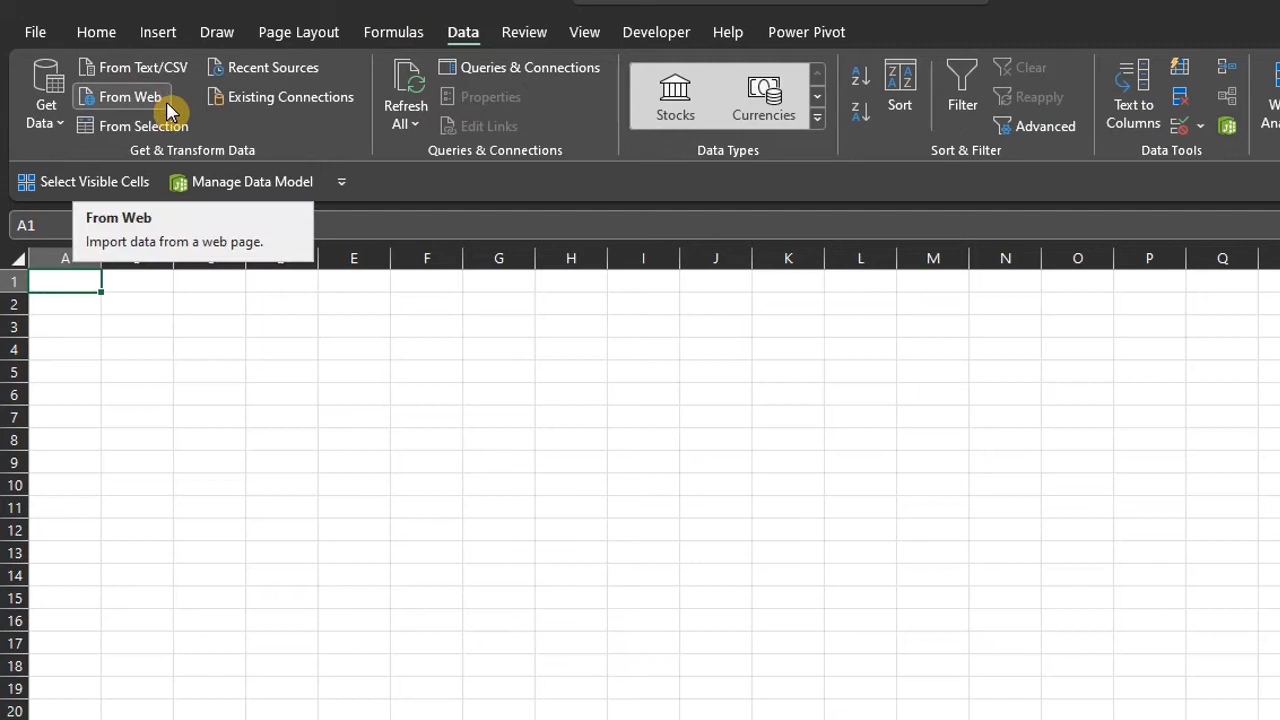 File Home Insert Draw Page Layout Formulas Data Review View Developer Help Power Pivot
From Text/CSV Recent Sources Queries & Connections Clear
From Web Existing Connections Properties Reapply
Get Data Refresh All Stocks Currencies Sort Filter Text to Columns
From Selection Edit Links Advanced
Get & Transform Data Queries & Connections Data Types Sort & Filter Data Tools
Select Visible Cells Manage Data Model
From Web
A1
Import data from a web page.
A E F G H I J K L M N O P Q
1
2
3
4
5
6
7
8
9
10
11
12
13
14
15
16
17
18
19
20